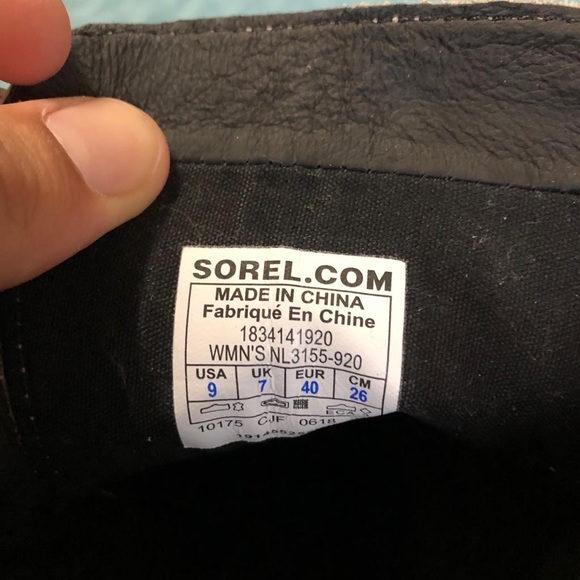 SOREL.COM
MADE IN CHINA
Fabriqué En Chine
1834141920
WMN'S NL3155-920
USA UK EUR CM
9 7 40 26
10175 CJF 0618